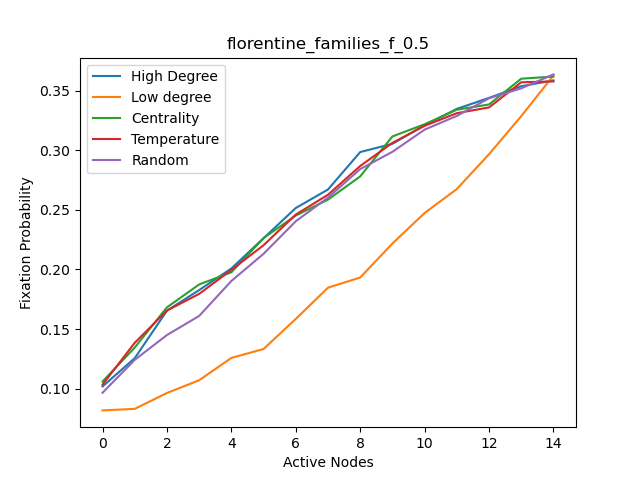 florentine_families_f_0.5
High Degree
Low degree
Centrality
Temperature
Random
Fixation Probability
0.35
0.30
0.25
0.20
0.15
0.10
0 2 4 6 8 10 12 14
Active Nodes